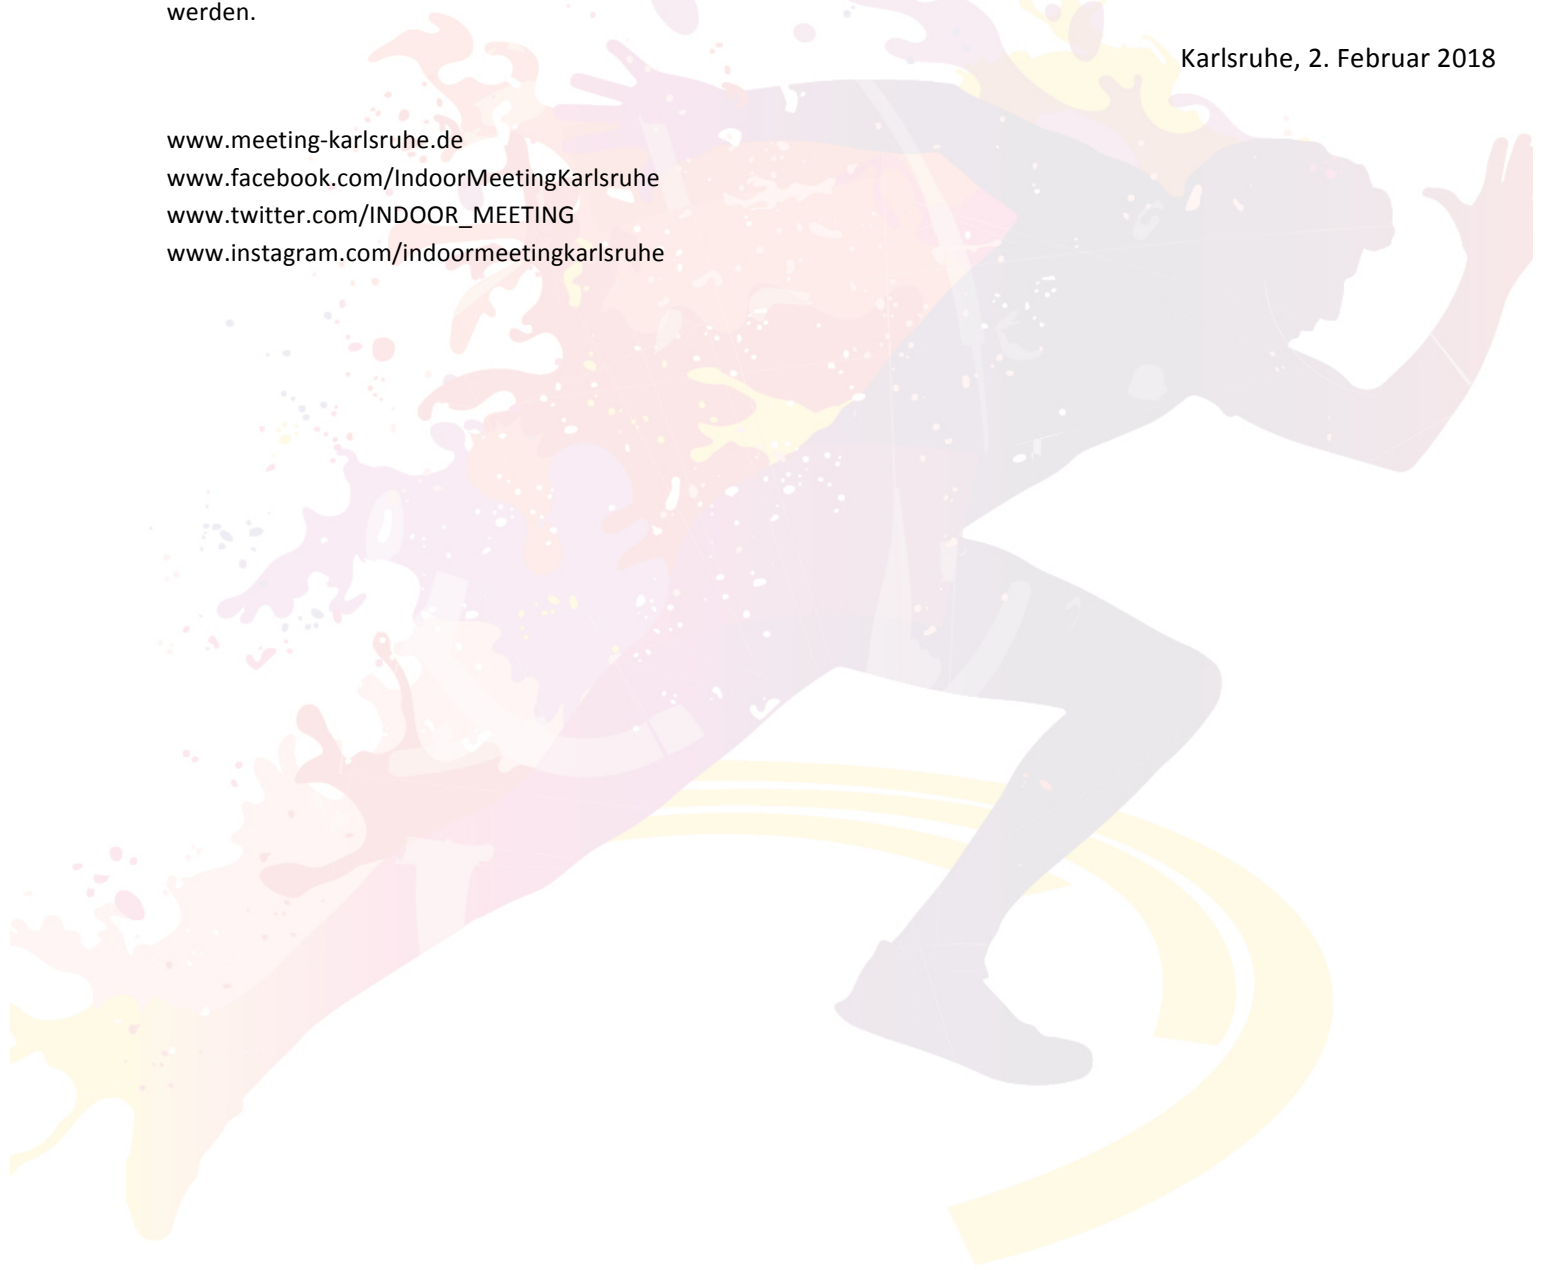 werden.
Karlsruhe, 2. Februar 2018
www.meeting-karlsruhe.de
www.facebook.com/IndoorMeetingKarlsruhe
www.twitter.com/INDOOR_MEETING
www.instagram.com/indoormeetingkarlsruhe